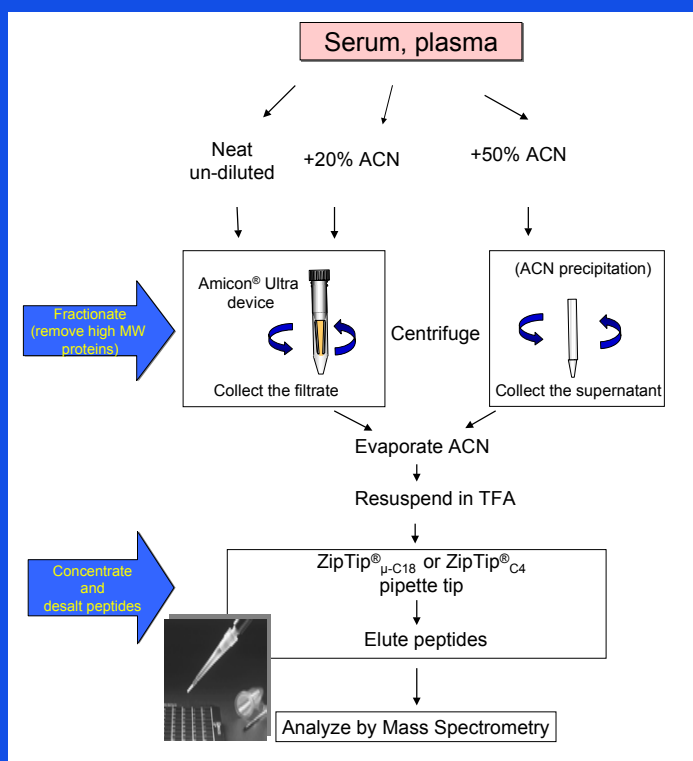 Serum, plasma
Neat
un-diluted
+20% ACN
+50% ACN
Fractionate
(remove high MW
proteins)
Amicon® Ultra
device
Collect the filtrate
Centrifuge
(ACN precipitation)
Collect the supernatant
Evaporate ACN
Resuspend in TFA
Concentrate
and
desalt peptides
ZipTip®μ-C18 or ZipTip®C4
pipette tip
Elute peptides
Analyze by Mass Spectrometry